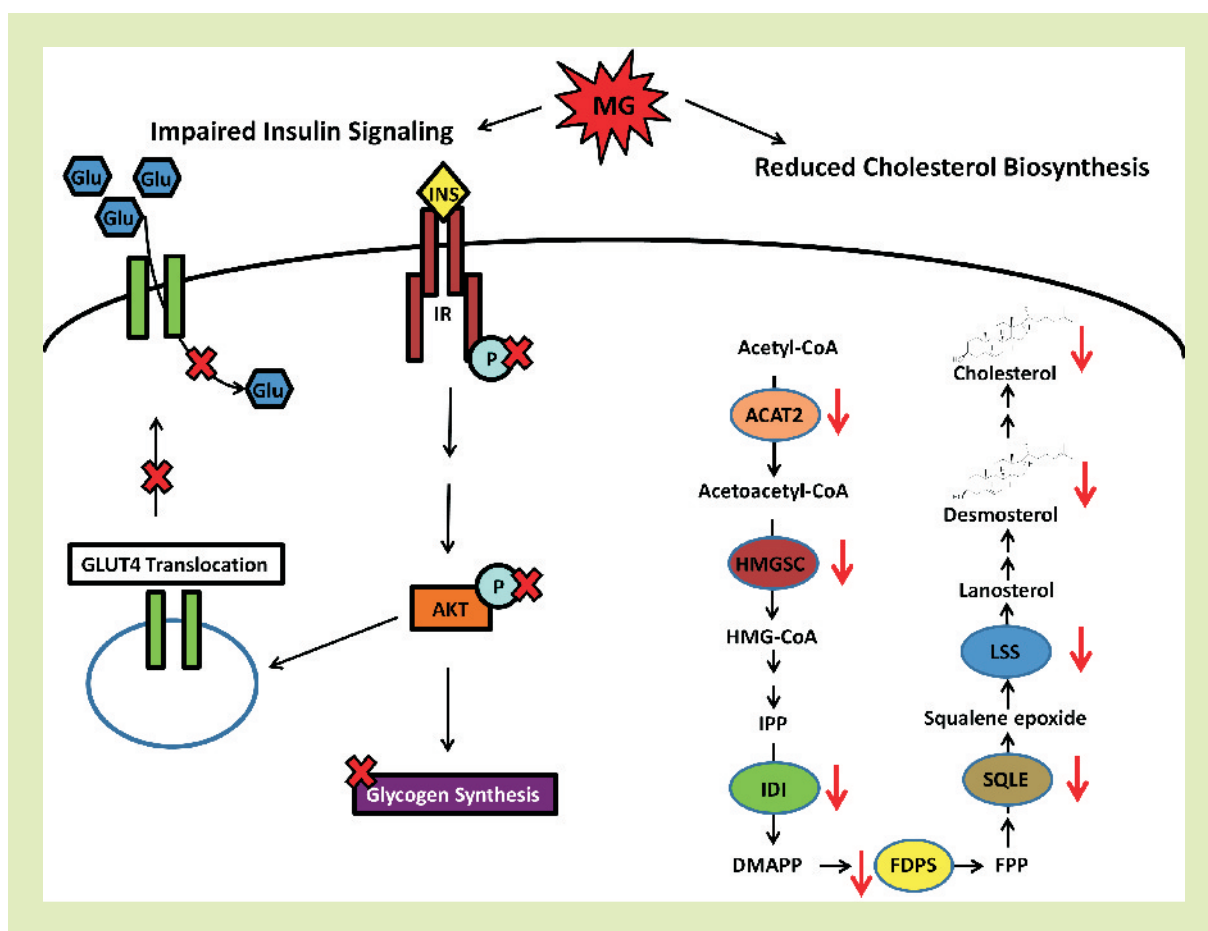 MG
Impaired Insulin Signaling
Reduced Cholesterol Biosynthesis
Glu
Glu
Glu
INS
IR
P
Glu
GLUT4 Translocation
P
AKT
Glycogen Synthesis
Acetyl-CoA
ACAT2
Acetoacetyl-CoA
HMGSC
HMG-CoA
IPP
IDI
DMAPP
FDPS
FPP
SQLE
Squalene epoxide
LSS
Lanosterol
Desmosterol
HO
Cholesterol
HO